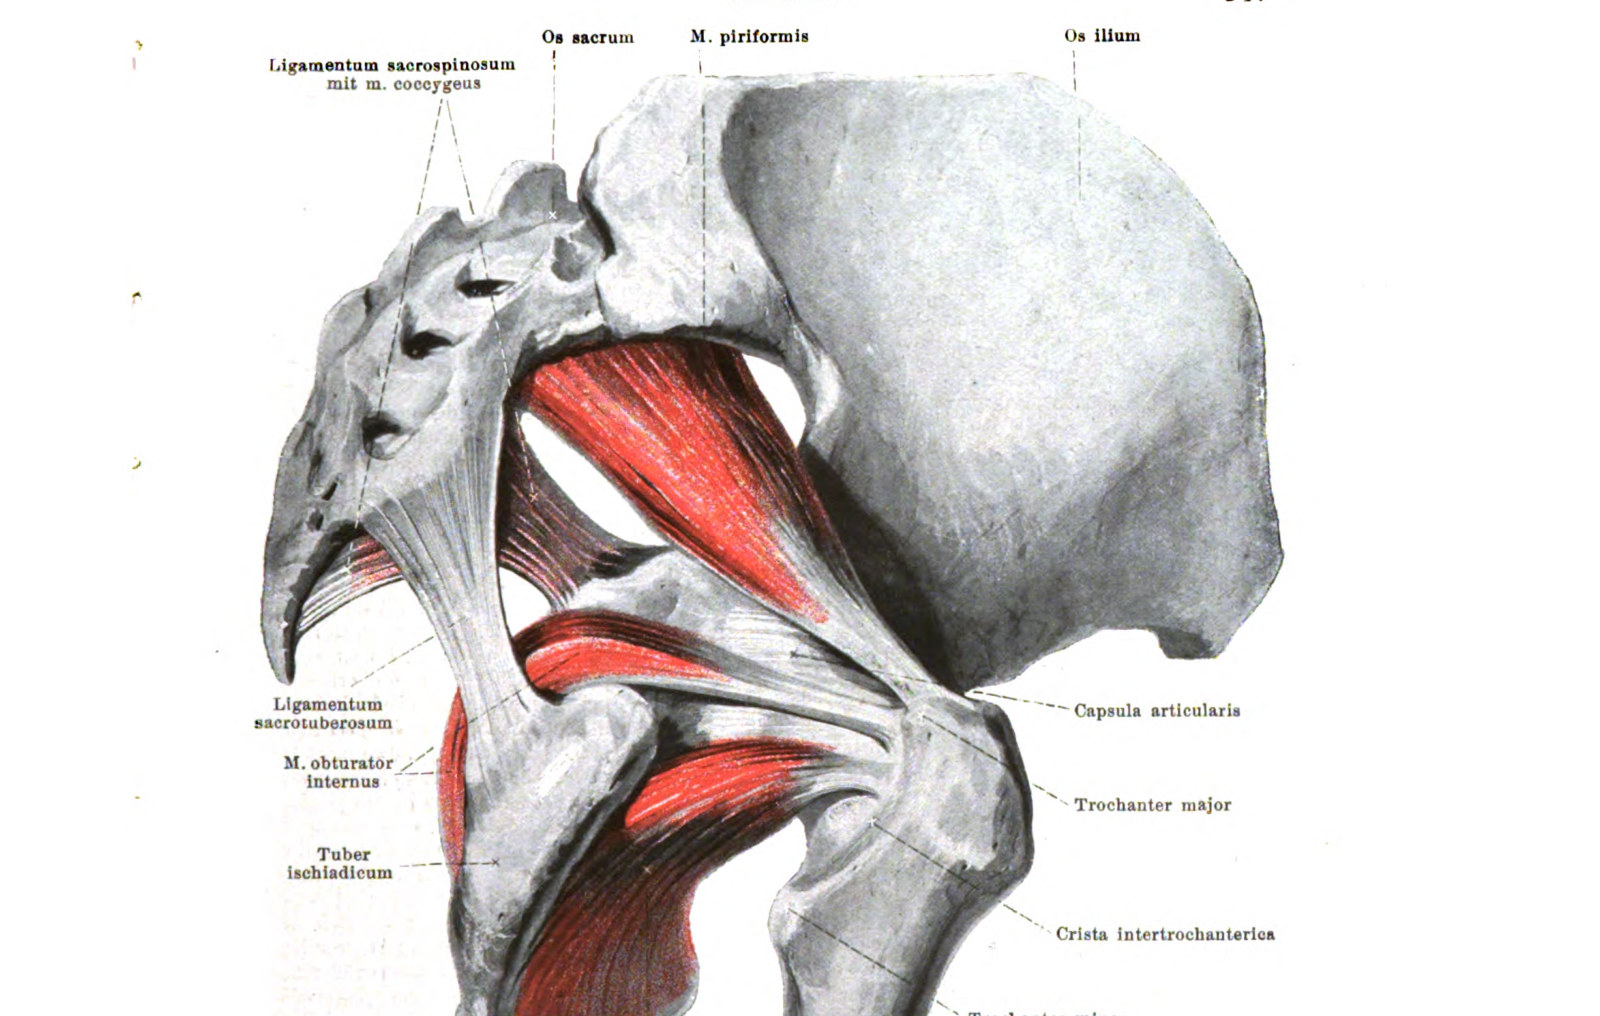 Os sacrum
M. piriformis
Os ilium
Ligamentum sacrospinosum
mit m. coccygeus
Ligamentum
sacrotuberosum
M. obturator
internus
Tuber
ischiadicum
Capsula articularis
Trochanter major
Crista intertrochanterica